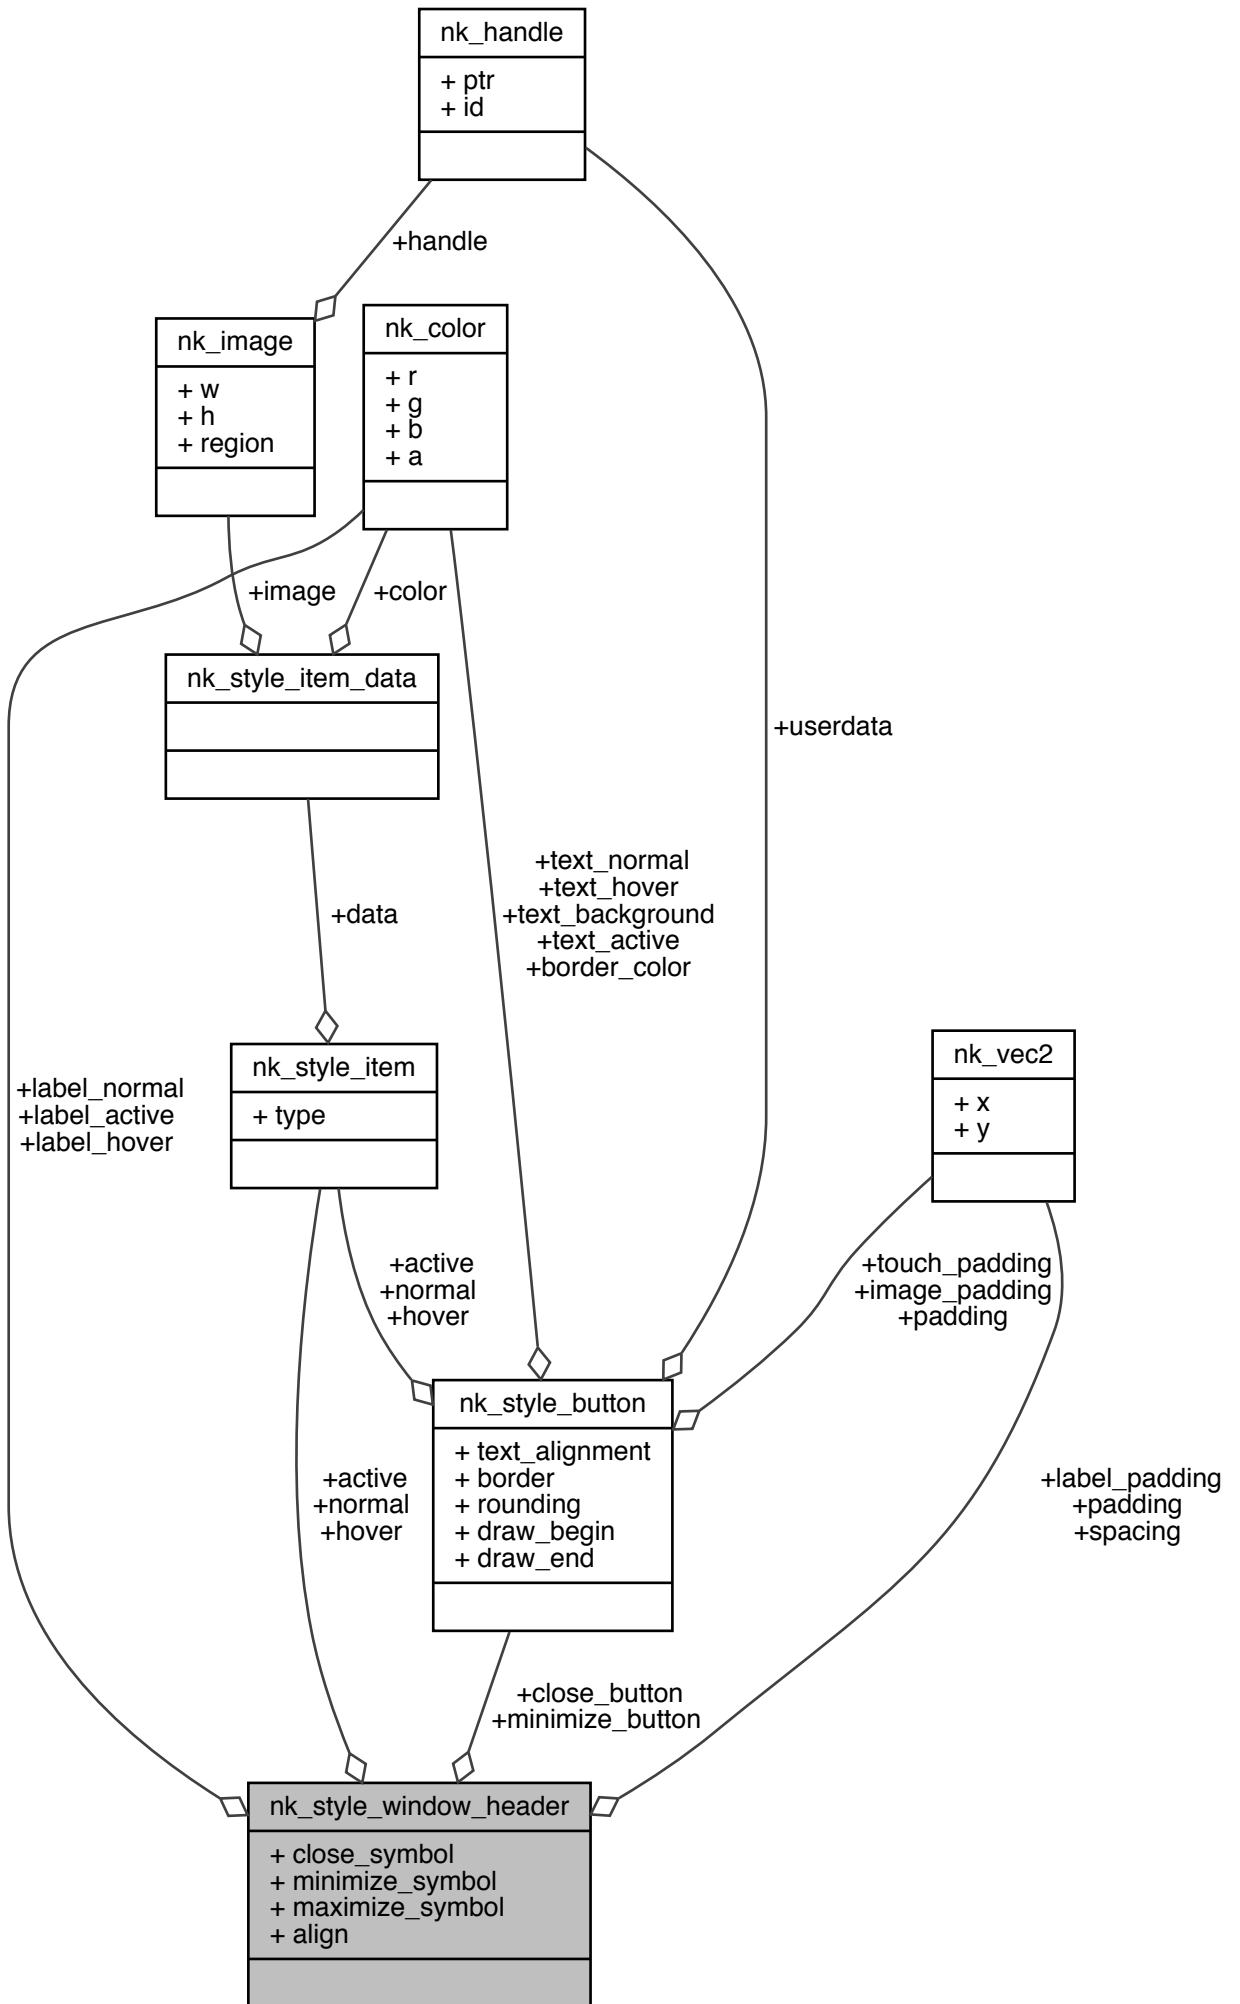 nk_handle
+ ptr
+ id
+handle
nk_image
+ w
+ h
+ region
nk_color
+ r
+ g
+ b
+ a
+image
+color
nk_style_item_data
+userdata
+text_normal
+text_hover
+text_background
+text_active
+border_color
+data
nk_style_item
+ type
nk_vec2
+ x
+ y
+label_normal
+label_active
+label_hover
+active
+normal
+hover
+touch_padding
+image_padding
+padding
nk_style_button
+ text_alignment
+ border
+ rounding
+ draw_begin
+ draw_end
+active
+normal
+hover
+label_padding
+padding
+spacing
+close_button
+minimize_button
nk_style_window_header
+ close_symbol
+ minimize_symbol
+ maximize_symbol
+ align